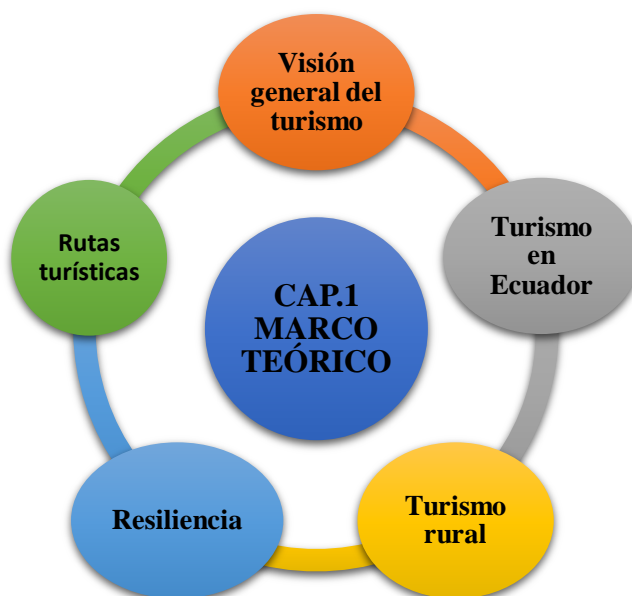 Visión
general del
turismo
Turismo
en
Ecuador
Turismo
rural
Resiliencia
Rutas
turísticas
CAP.1
MARCO
TEÓRICO